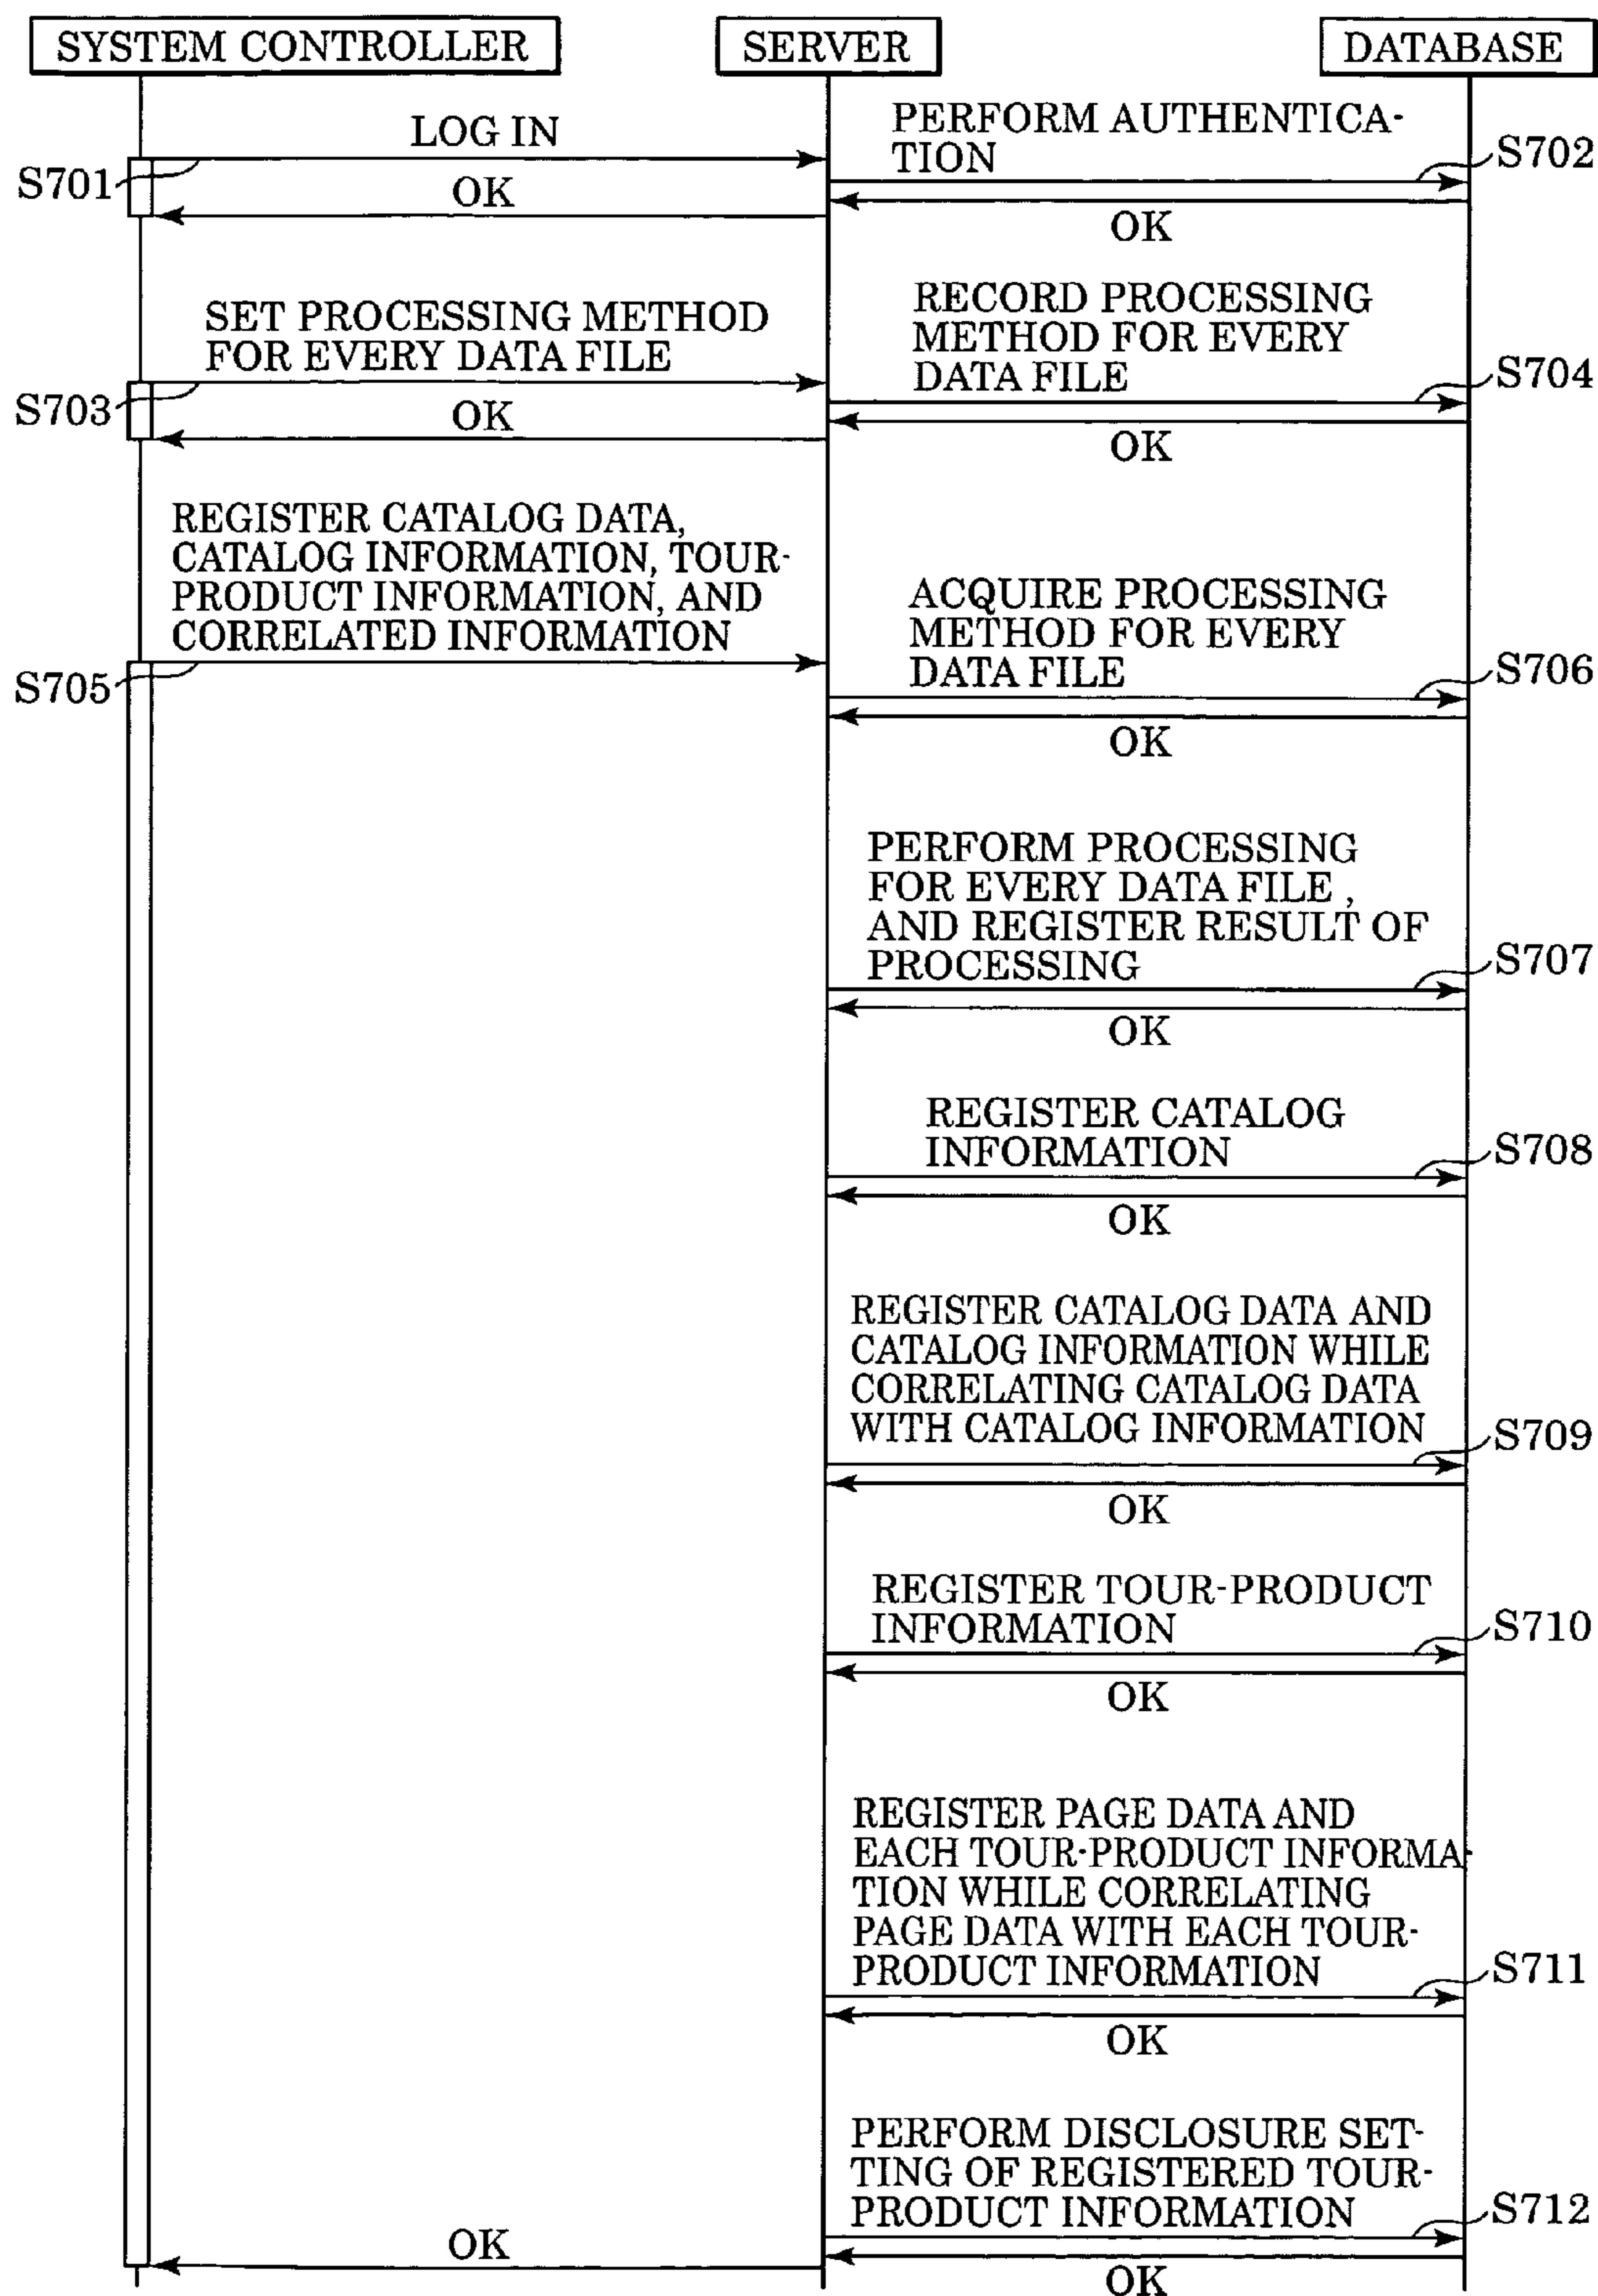 SYSTEM CONTROLLER
SERVER
DATABASE
LOG IN
PERFORM AUTHENTICA-
TION
S702
S701
OK
OK
SET PROCESSING METHOD
FOR EVERY DATA FILE
RECORD PROCESSING
METHOD FOR EVERY
DATA FILE
S704
S703
OK
OK
REGISTER CATALOG DATA,
CATALOG INFORMATION, TOUR-
PRODUCT INFORMATION, AND
CORRELATED INFORMATION
S705
ACQUIRE PROCESSING
METHOD FOR EVERY
DATA FILE
S706
OK
PERFORM PROCESSING
FOR EVERY DATA FILE ,
AND REGISTER RESULT OF
PROCESSING
S707
OK
REGISTER CATALOG
INFORMATION
S708
OK
REGISTER CATALOG DATA AND
CATALOG INFORMATION WHILE
CORRELATING CATALOG DATA
WITH CATALOG INFORMATION
S709
OK
REGISTER TOUR-PRODUCT
INFORMATION
S710
OK
REGISTER PAGE DATA AND
EACH TOUR-PRODUCT INFORMA-
TION WHILE CORRELATING
PAGE DATA WITH EACH TOUR-
PRODUCT INFORMATION
S711
OK
PERFORM DISCLOSURE SET-
TING OF REGISTERED TOUR-
PRODUCT INFORMATION
S712
OK
OK